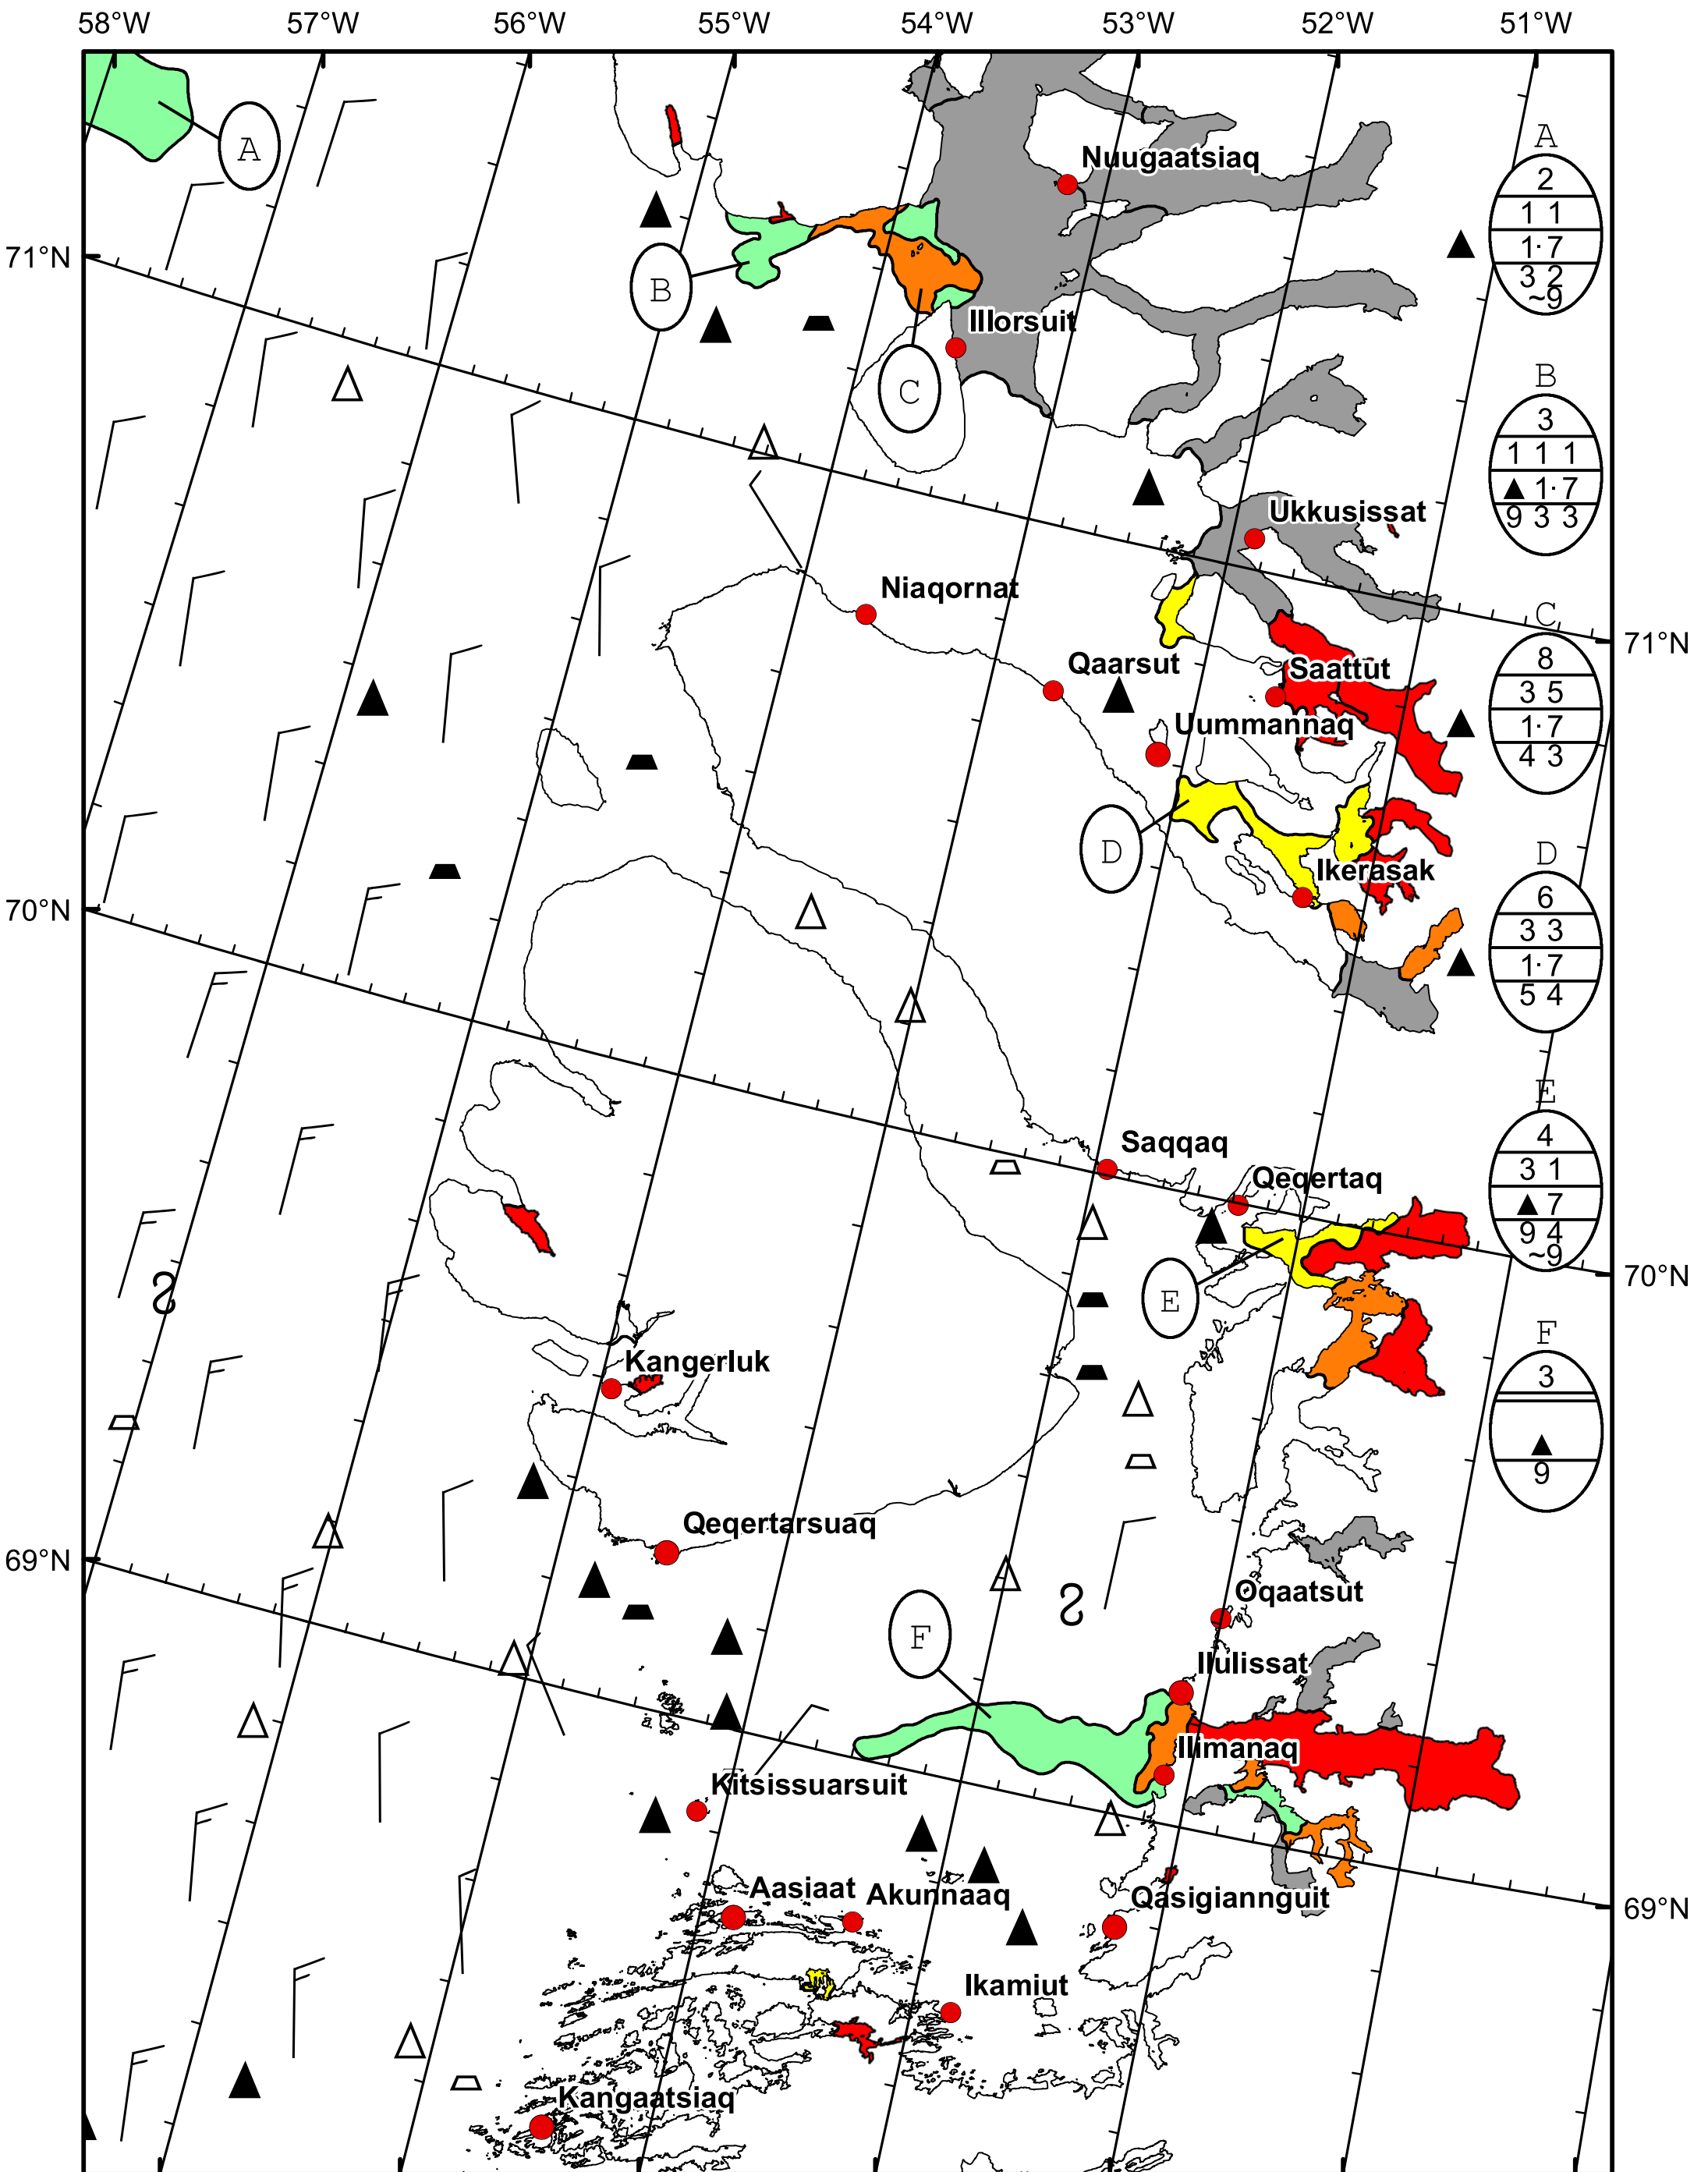 58°W 57°W 56°W 55°W 54°W 53°W 52°W 51°W
A
Nuugaatsiaq
A
2
1 1
1· 7
3 2
~9
71°N
B
Illorsuit
C
B
3
1 1 1
▲ 1· 7
9 3 3
Ukkusissat
Niaqornat
C
8
3 5
1· 7
4 3
71°N
Qaarsut
Saattut
Uummannaq
D
Ikerasak
D
6
3 3
1· 7
5 4
70°N
Saqqaq
Qeqertaq
E
E
4
3 1
▲ 7
9 4
~9
70°N
Kangerluk
F
3
▲
9
Qeqertarsuaq
69°N
Oqaatsut
F
Ilulissat
Ilimanaq
Kitsissuarsuit
Aasiaat
Akunnaaq
Qasigiannguit
69°N
Ikamiut
Kangaatsiaq